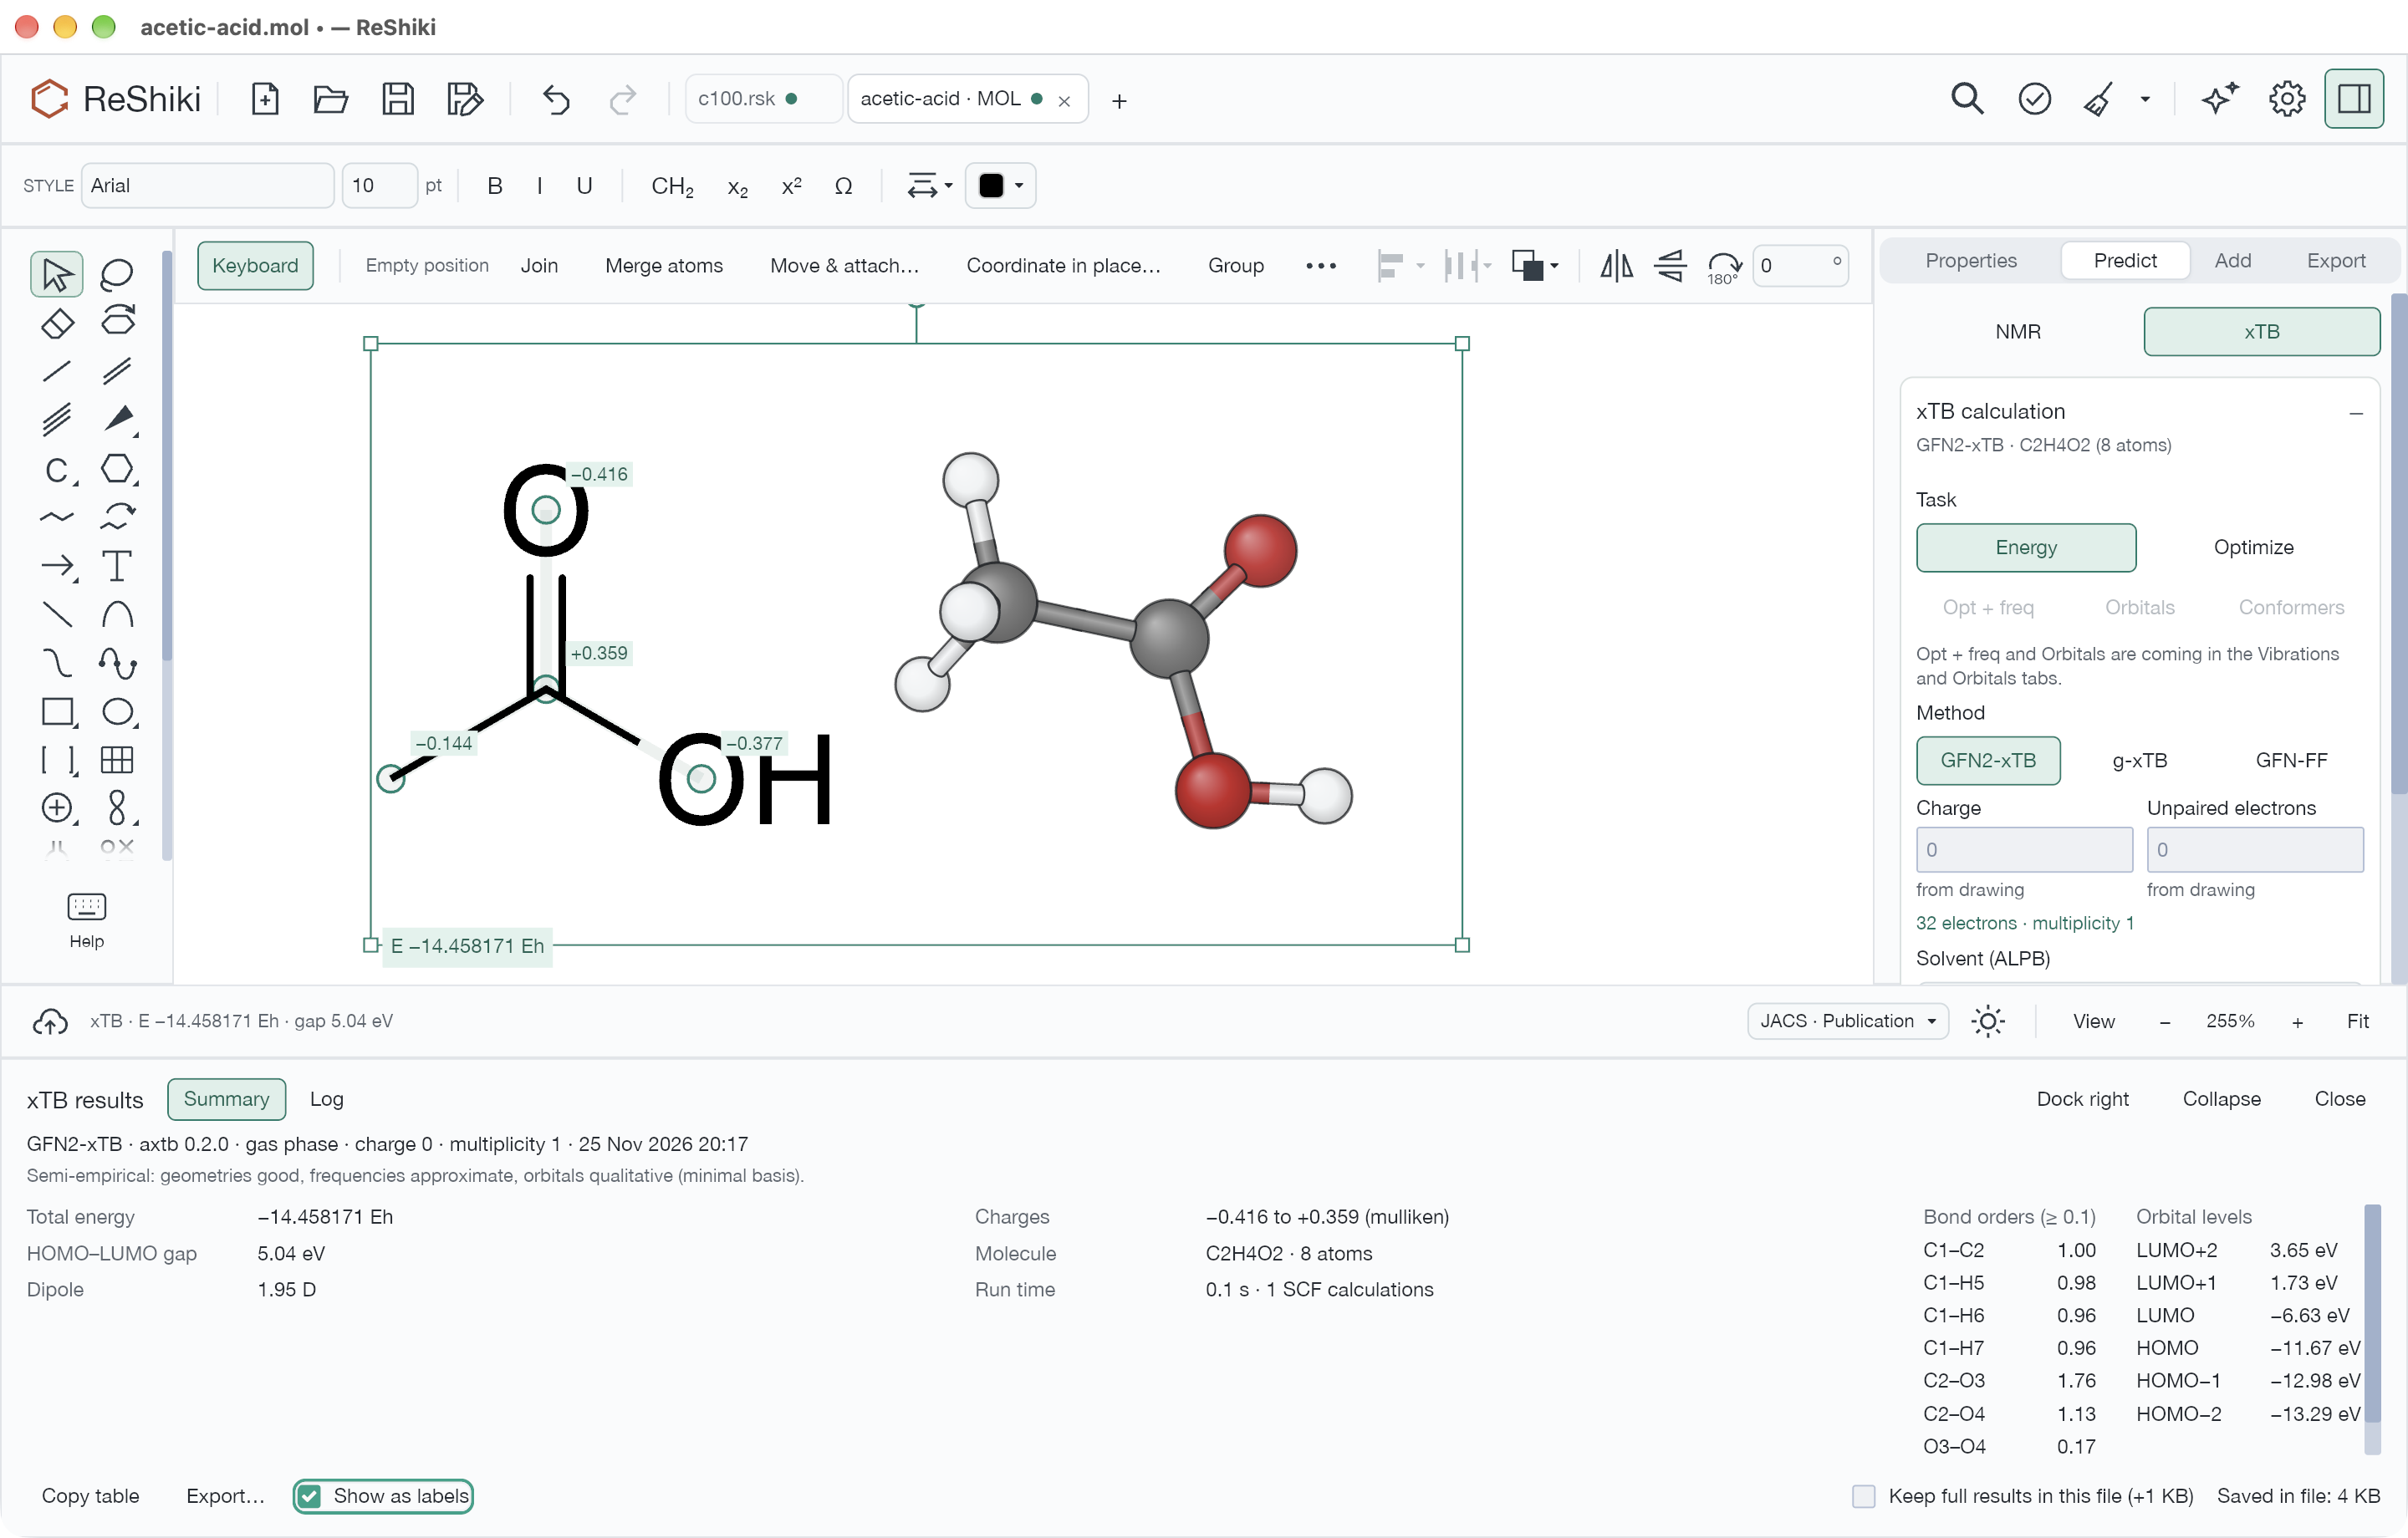 acetic-acid.mol • — ReShiki
ReShiki
c100.rsk
acetic-acid · MOL
STYLE Arial 10 pt B I U CH₂ x₂ x² Ω
Keyboard Empty position Join Merge atoms Move & attach... Coordinate in place... Group 180° 0 °
Properties Predict Add Export
NMR xTB
xTB calculation
GFN2-xTB · C2H4O2 (8 atoms)
Task
Energy Optimize
Opt + freq Orbitals Conformers
Opt + freq and Orbitals are coming in the Vibrations
and Orbitals tabs.
Method
GFN2-xTB g-xTB GFN-FF
Charge Unpaired electrons
0 0
from drawing from drawing
32 electrons · multiplicity 1
Solvent (ALPB)
C
T
Help
O −0.416
+0.359
−0.144
OH −0.377
E −14.458171 Eh
xTB · E −14.458171 Eh · gap 5.04 eV
JACS · Publication View − 255% + Fit
xTB results Summary Log Dock right Collapse Close
GFN2-xTB · axtb 0.2.0 · gas phase · charge 0 · multiplicity 1 · 25 Nov 2026 20:17
Semi-empirical: geometries good, frequencies approximate, orbitals qualitative (minimal basis).
Total energy −14.458171 Eh
HOMO–LUMO gap 5.04 eV
Dipole 1.95 D
Charges −0.416 to +0.359 (mulliken)
Molecule C2H4O2 · 8 atoms
Run time 0.1 s · 1 SCF calculations
Bond orders (≥ 0.1) Orbital levels
C1–C2 1.00 LUMO+2 3.65 eV
C1–H5 0.98 LUMO+1 1.73 eV
C1–H6 0.96 LUMO −6.63 eV
C1–H7 0.96 HOMO −11.67 eV
C2–O3 1.76 HOMO−1 −12.98 eV
C2–O4 1.13 HOMO−2 −13.29 eV
O3–O4 0.17
Copy table Export... Show as labels Keep full results in this file (+1 KB) Saved in file: 4 KB